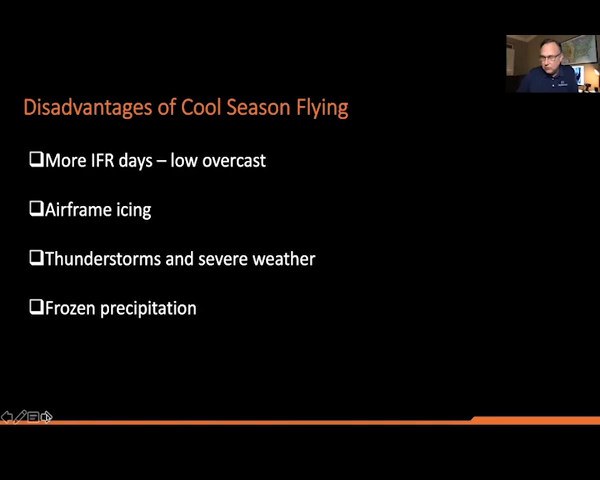 Disadvantages of Cool Season Flying
❑More IFR days – low overcast
❑Airframe icing
❑Thunderstorms and severe weather
❑Frozen precipitation